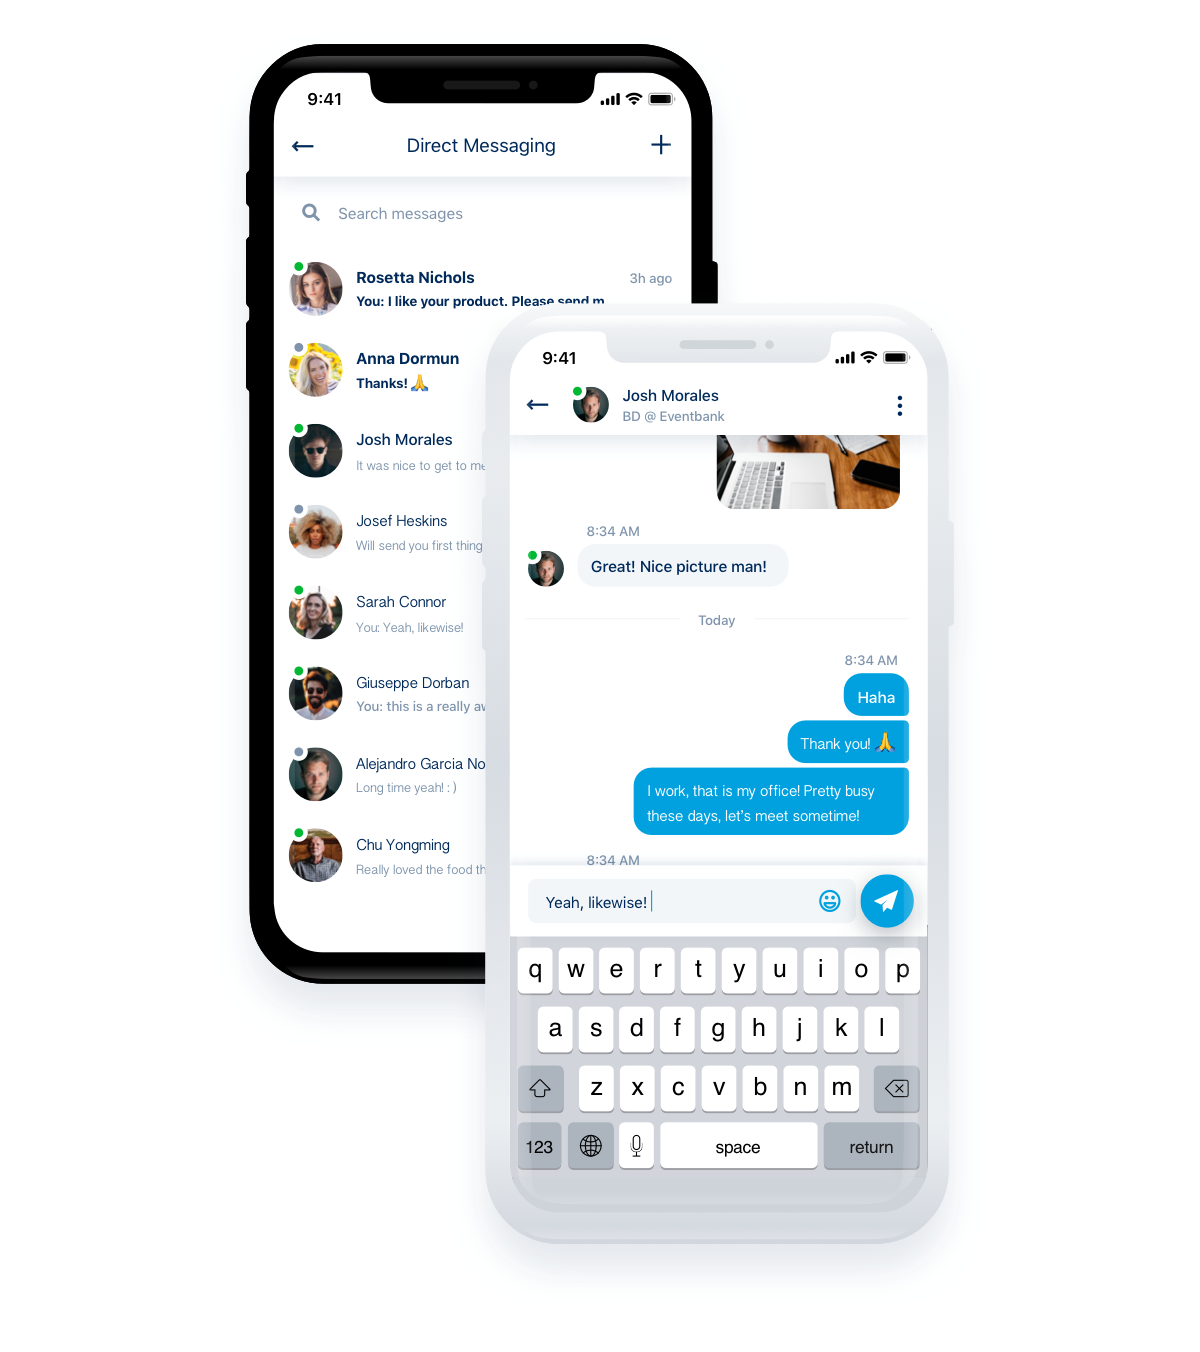 9:41
Direct Messaging
Search messages
Rosetta Nichols
3h ago
You: I like your product. Please send
Anna Dormun
Thanks! 🙏
Josh Morales
It was nice to get to
Josef Heskins
Will send you first thing
Sarah Connor
You: Yeah, likewise!
Giuseppe Dorban
You: this is a really
Alejandro Garcia
Long time yeah! : )
Chu Yongming
Really loved the food
9:41
Josh Morales
BD @ Eventbank
8:34 AM
Great! Nice picture man!
Today
8:34 AM
Haha
Thank you! 🙏
I work, that is my office! Pretty busy
these days, let's meet sometime!
8:34 AM
Yeah, likewise!
q w e r t y u i o p
a s d f g h j k l
z x c v b n m
123 space return